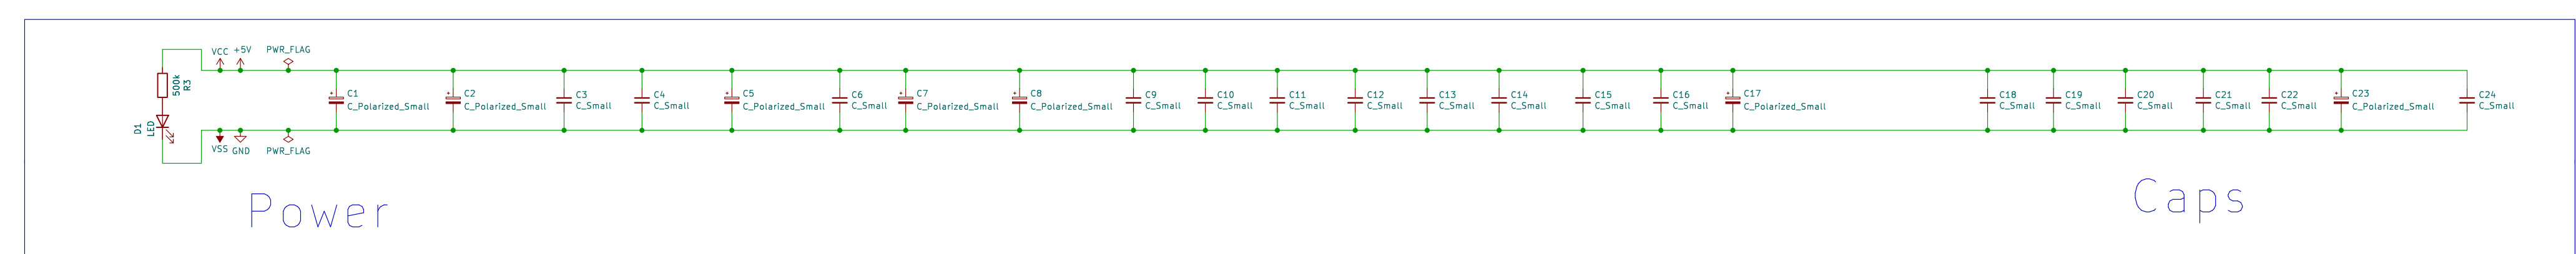 VCC
+5V
PWR_FLAG
500k
R3
D1
LED
VSS
GND
PWR_FLAG
C1
C_Polarized_Small
C2
C_Polarized_Small
C3
C_Small
C4
C_Small
C5
C_Polarized_Small
C6
C_Small
C7
C_Polarized_Small
C8
C_Polarized_Small
C9
C_Small
C10
C_Small
C11
C_Small
C12
C_Small
C13
C_Small
C14
C_Small
C15
C_Small
C16
C_Small
C17
C_Polarized_Small
C18
C_Small
C19
C_Small
C20
C_Small
C21
C_Small
C22
C_Small
C23
C_Polarized_Small
C24
C_Small
Power
Caps